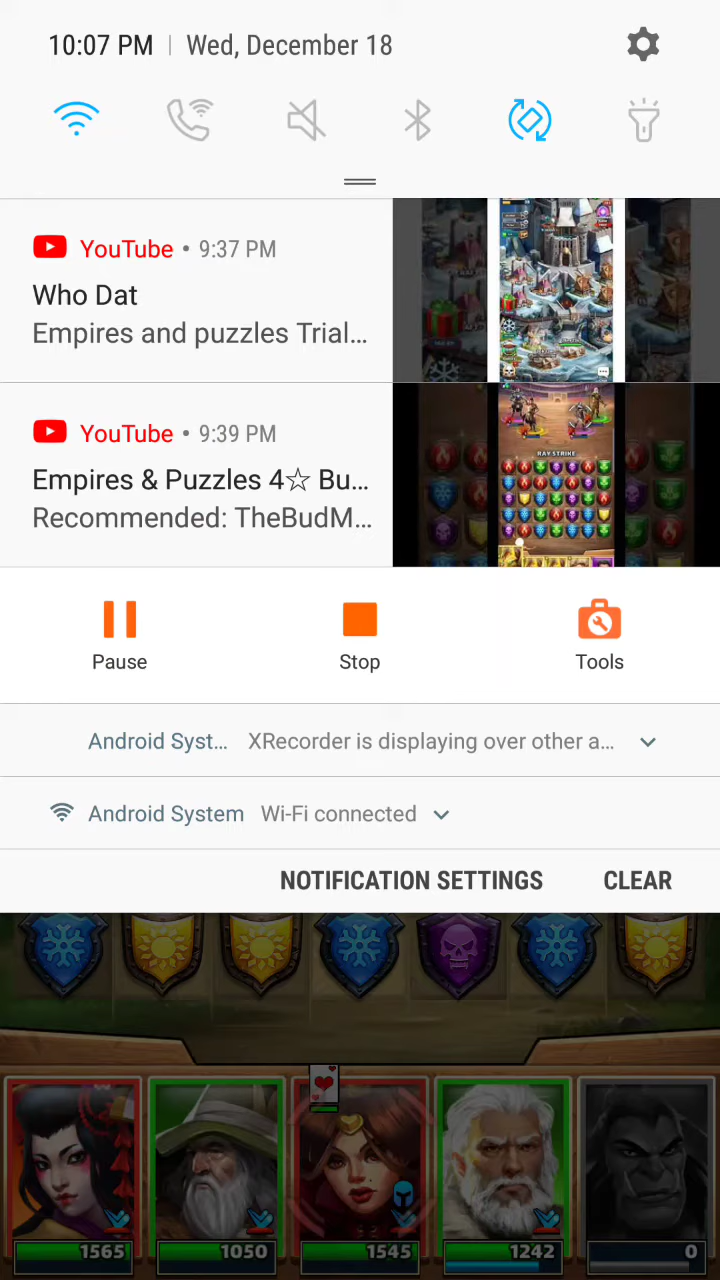 10:07 PM | Wed, December 18
YouTube • 9:37 PM
Who Dat
Empires and puzzles Trial...
YouTube • 9:39 PM
Empires & Puzzles 4☆ Bu...
Recommended: TheBudM...
RAY STRIKE
Pause
Stop
Tools
Android Syst... XRecorder is displaying over other a...
Android System Wi-Fi connected
NOTIFICATION SETTINGS CLEAR
1565 1050 1545 1242 0